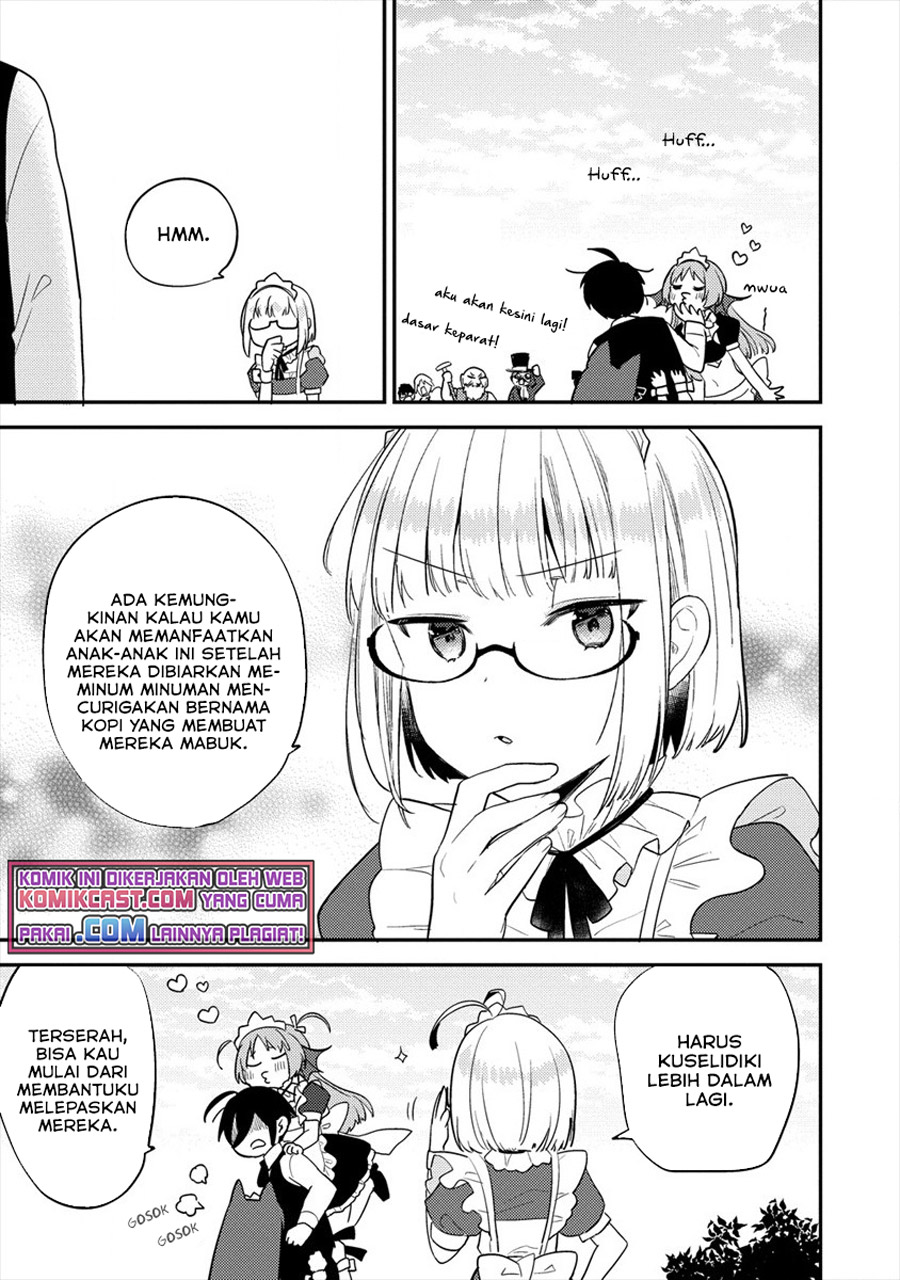 Huff...
Huff...
mwua
aku akan kesini lagi!
dasar keparat!
HMM.
ADA KEMUNG-
KINAN KALAU KAMU
AKAN MEMANFAATKAN
ANAK-ANAK INI SETELAH
MEREKA DIBIARKAN ME-
MINUM MINUMAN MEN-
CURIGAKAN BERNAMA
KOPI YANG MEMBUAT
MEREKA MABUK.
KOMIK INI DIKERJAKAN OLEH WEB
KOMIKCAST.COM YANG CUMA
PAKAI .COM LAINNYA PLAGIAT!
HARUS
KUSELIDIKI
LEBIH DALAM
LAGI.
TERSERAH,
BISA KAU
MULAI DARI
MEMBANTUKU
MELEPASKAN
MEREKA.
GOSOK
GOSOK